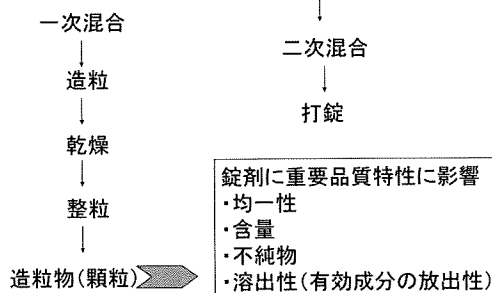 一次混合
造粒
乾燥
整粒
造粒物(顆粒)
二次混合
打錠
錠剤に重要品質特性に影響
・均一性
・含量
・不純物
・溶出性(有効成分の放出性)